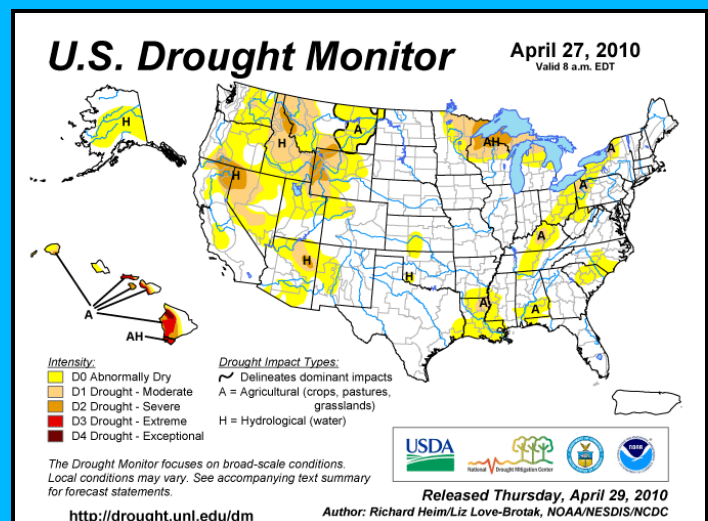 U.S. Drought Monitor
April 27, 2010
Valid 8 a.m. EDT
H
H
A
AH
A
H
A
A
H
H
A
A
A
AH
Intensity:
D0 Abnormally Dry
D1 Drought - Moderate
D2 Drought - Severe
D3 Drought - Extreme
D4 Drought - Exceptional
Drought Impact Types:
Delineates dominant impacts
A = Agricultural (crops, pastures,
grasslands)
H = Hydrological (water)
The Drought Monitor focuses on broad-scale conditions.
Local conditions may vary. See accompanying text summary
for forecast statements.
http://drought.unl.edu/dm
USDA
National Drought Mitigation Center
NOAA
Released Thursday, April 29, 2010
Author: Richard Heim/Liz Love-Brotak, NOAA/NESDIS/NCDC